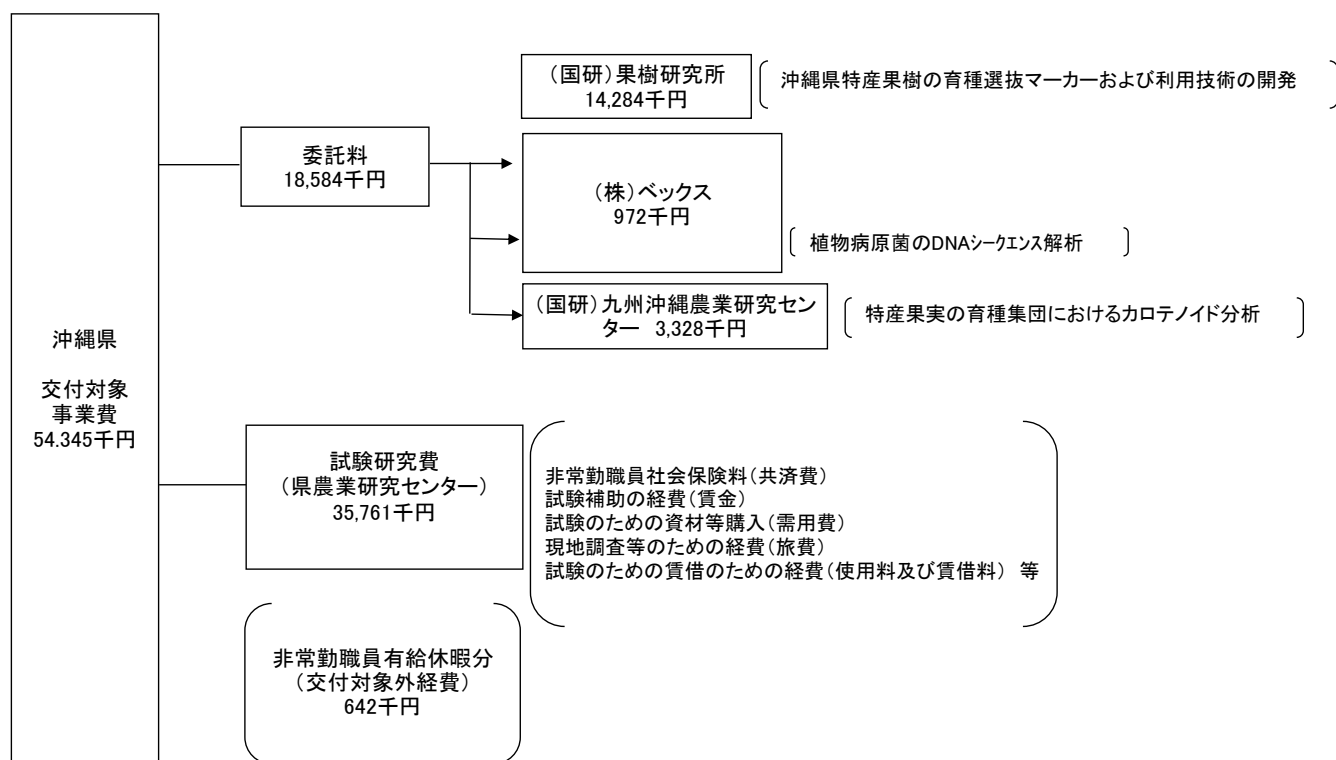 沖縄県
交付対象
事業費
54.345千円
委託料
18,584千円
（国研）果樹研究所
14,284千円
沖縄県特産果樹の育種選抜マーカーおよび利用技術の開発
（株）ベックス
972千円
植物病原菌のDNAシークエンス解析
（国研）九州沖縄農業研究セン
ター 3,328千円
特産果実の育種集団におけるカロテノイド分析
試験研究費
（県農業研究センター）
35,761千円
非常勤職員社会保険料（共済費）
試験補助の経費（賃金）
試験のための資材等購入（需用費）
現地調査等のための経費（旅費）
試験のための賃借のための経費（使用料及び賃借料） 等
非常勤職員有給休暇分
（交付対象外経費）
642千円